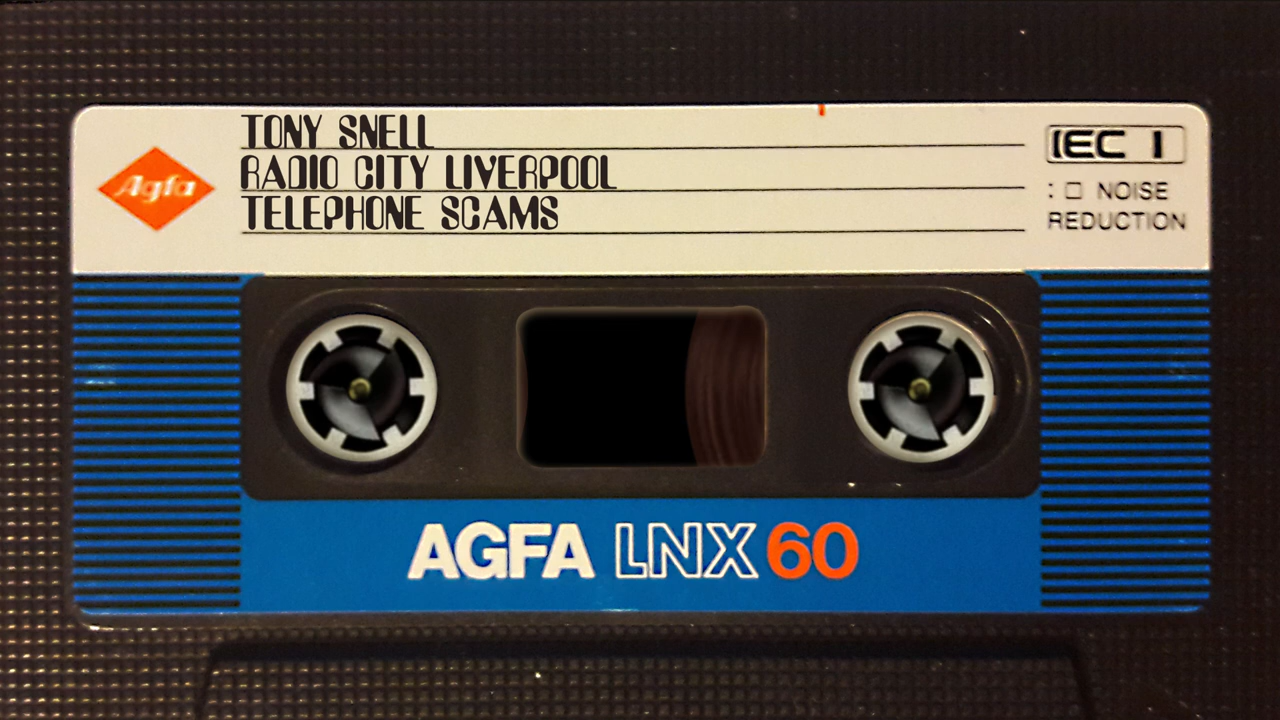 TONY SNELL
RADIO CITY LIVERPOOL
TELEPHONE SCAMS
Agfa
IEC I
: □ NOISE
REDUCTION
AGFA LNX 60